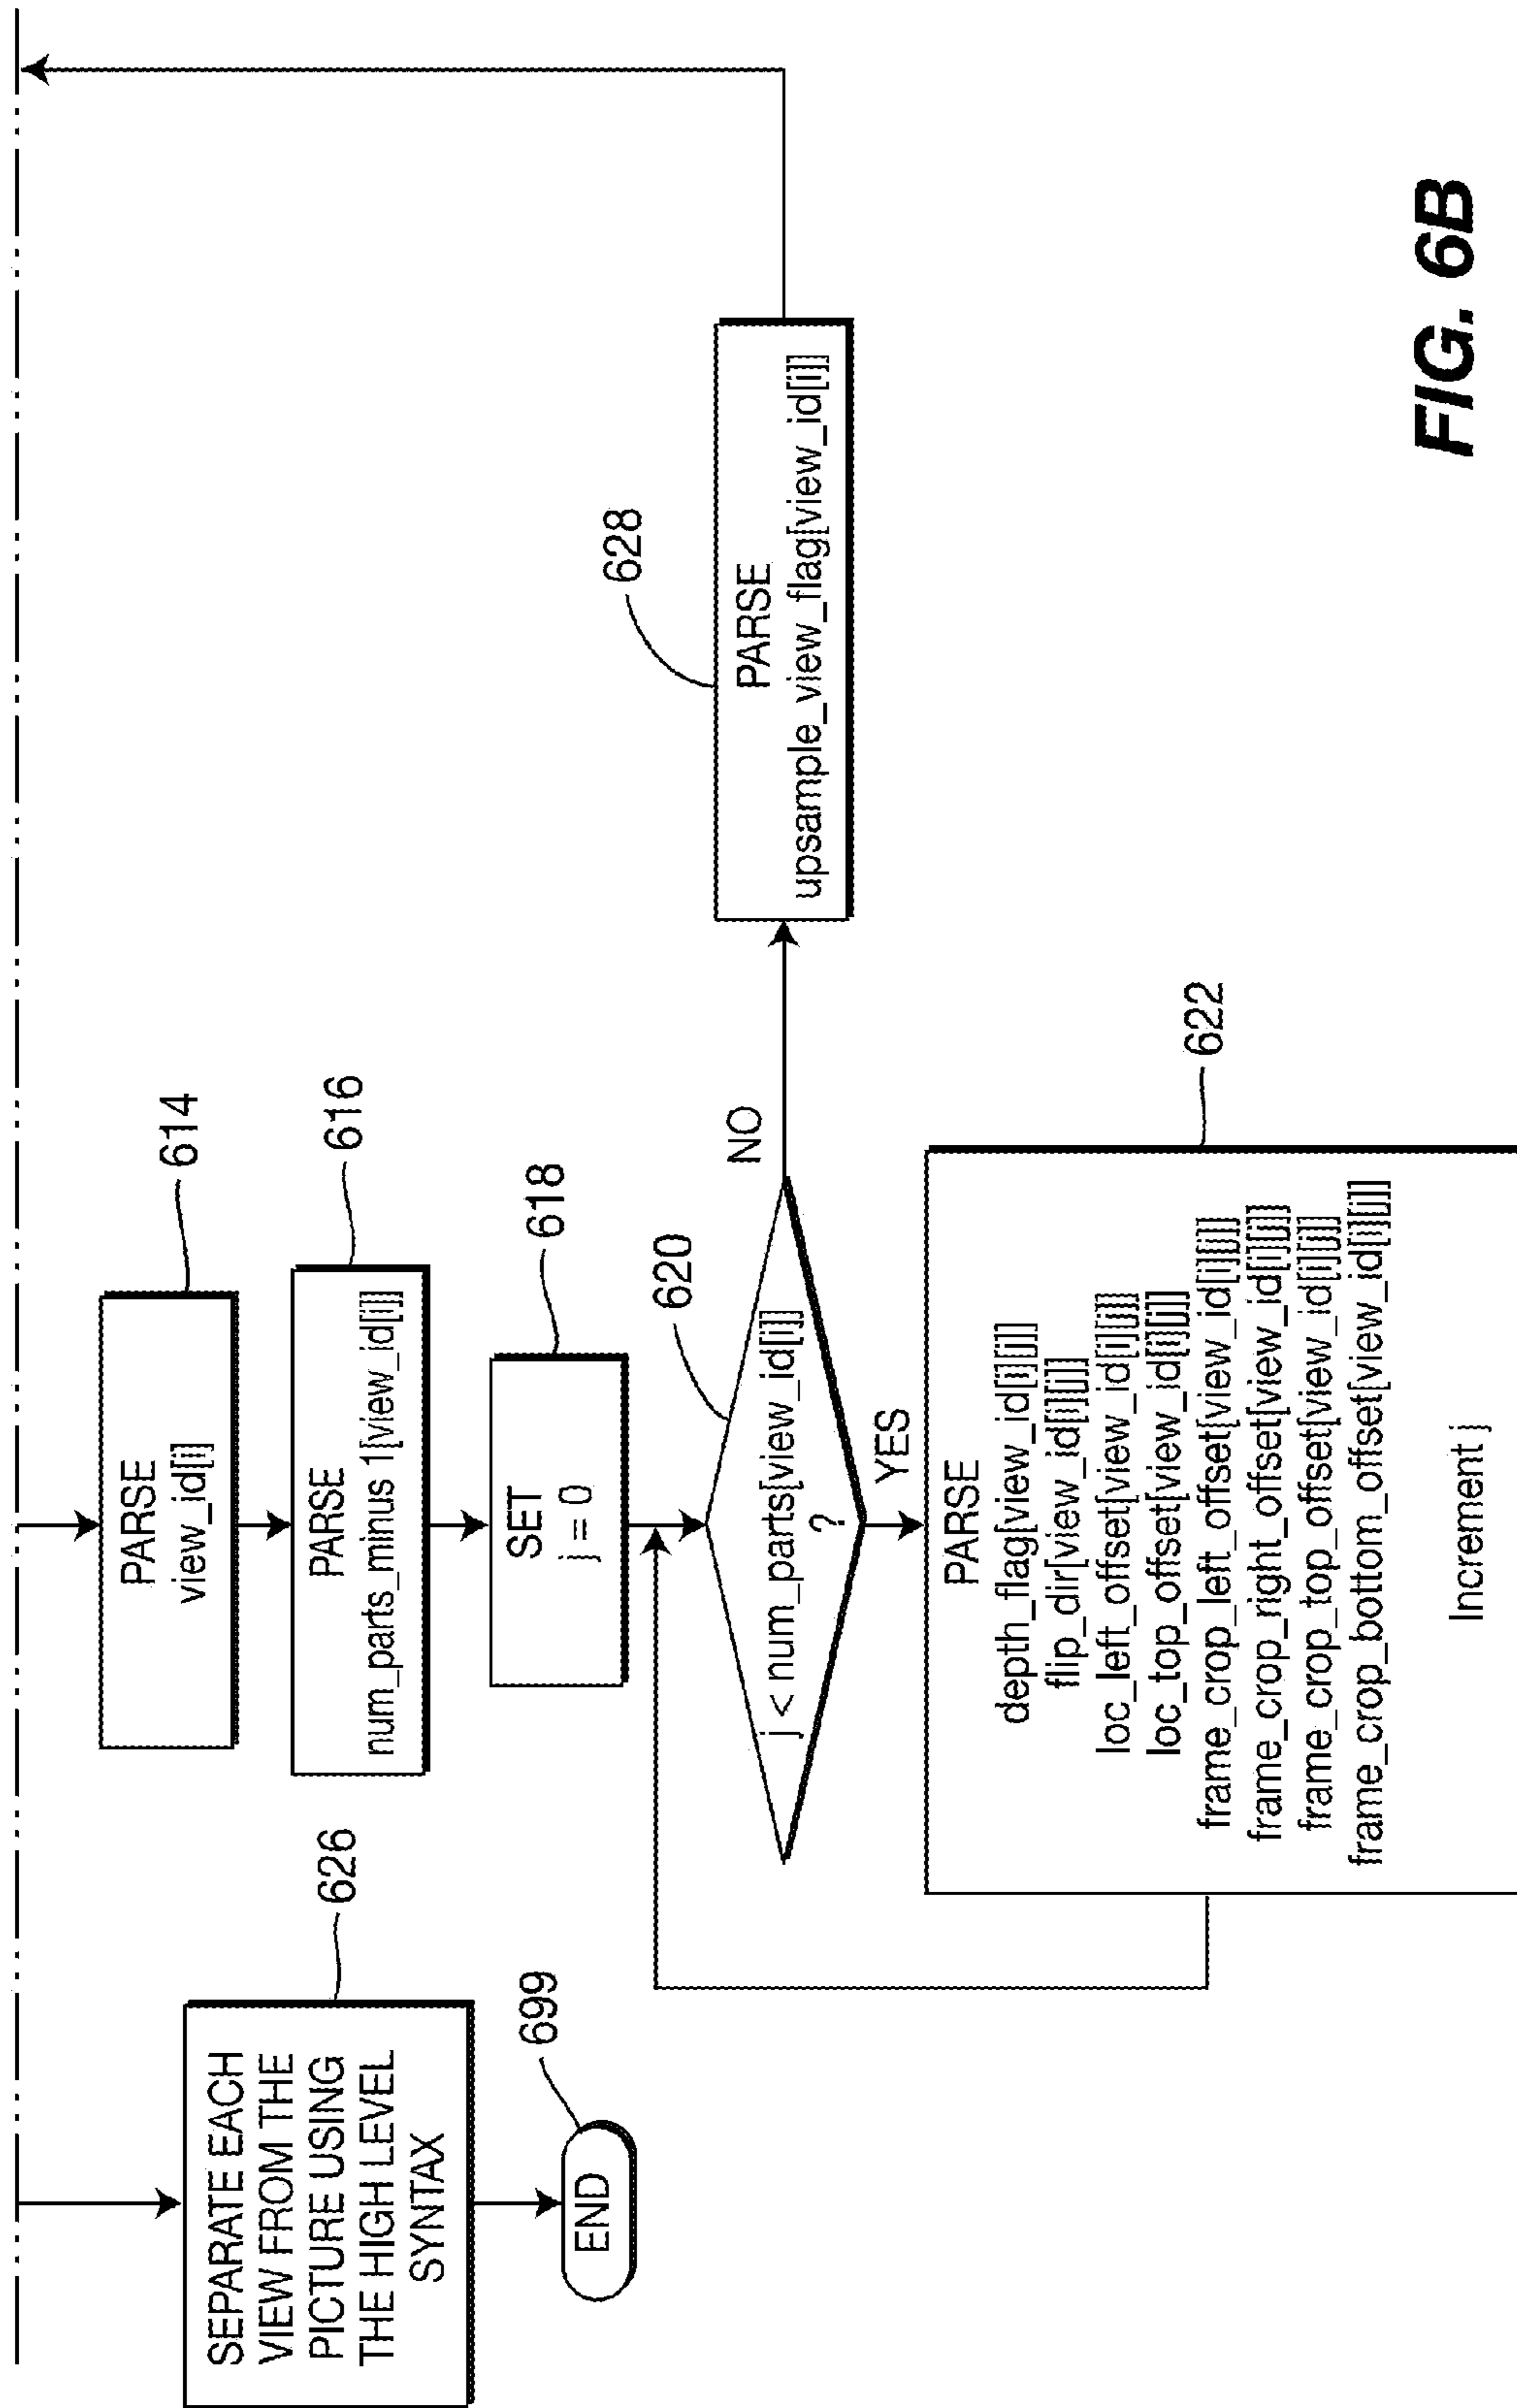 SEPARATE EACH
VIEW FROM THE
PICTURE USING
THE HIGH LEVEL
SYNTAX
626
END
699
PARSE
view_id[i]
614
PARSE
num_parts_minus 1[view_id[i]]
616
SET
j = 0
618
j < num_parts[view_id[i]]
?
620
YES
NO
PARSE
depth_flag[view_id[i][j]]
flip_dir[view_id[i][j]]
loc_left_offset[view_id[i][j]]
loc_top_offset[view_id[i][j]]
frame_crop_left_offset[view_id[i][j]]
frame_crop_right_offset[view_id[i][j]]
frame_crop_top_offset[view_id[i][j]]
frame_crop_bottom_offset[view_id[i][j]]
Increment j
622
PARSE
upsample_view_flag[view_id[i]]
628
FIG. 6B